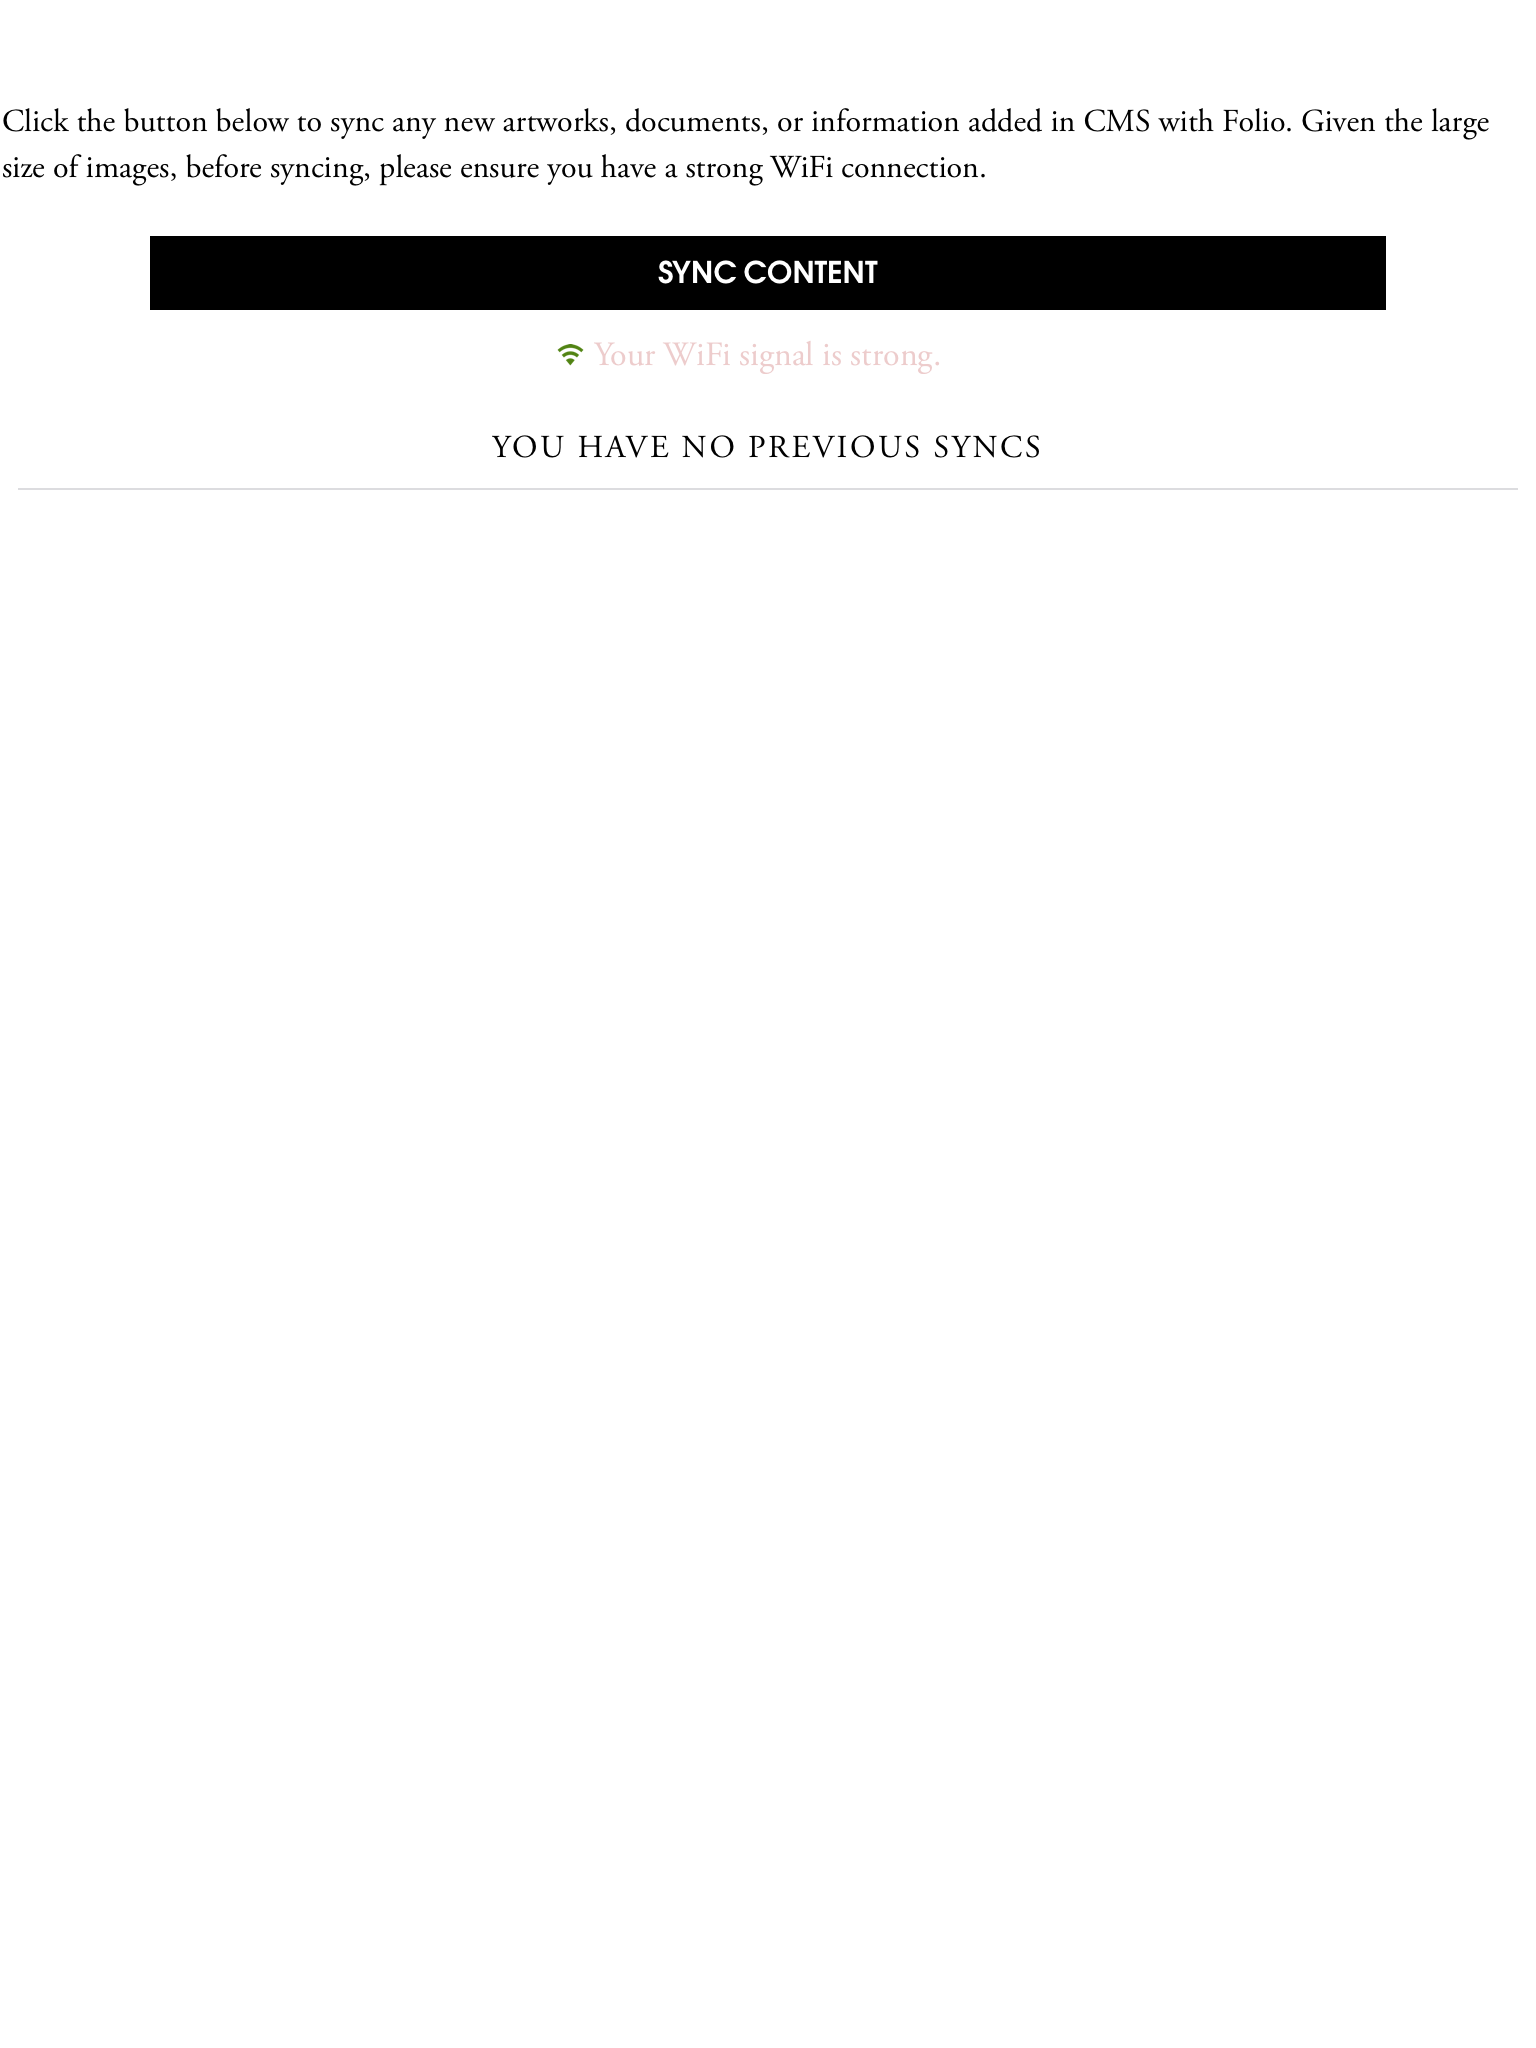 Click the button below to sync any new artworks, documents, or information added in CMS with Folio. Given the large
size of images, before syncing, please ensure you have a strong WiFi connection.
SYNC CONTENT
Your WiFi signal is strong.
YOU HAVE NO PREVIOUS SYNCS